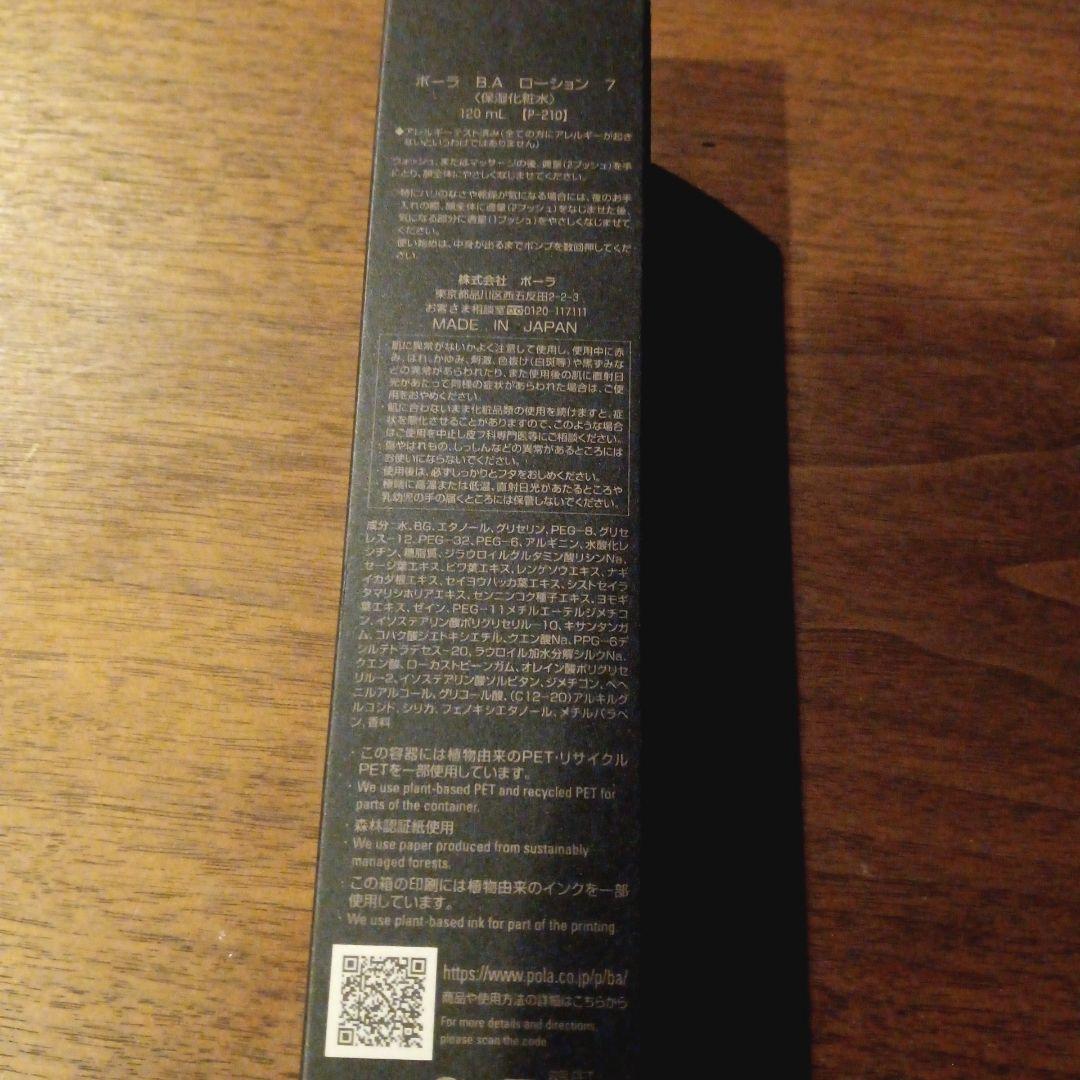 ポーラ B.A ローション 7
〈保湿化粧水〉
120 mL 【P-210】
◆アレルギーテスト済み(全ての方にアレルギーが起き
ないというわけではありません)
ウォッシュ、またはマッサージの後、適量(2プッシュ)を手
にとり、顔全体にやさしくなじませてください。
特にハリのなさや乾燥が気になる場合には、夜のお手
入れの際、顔全体に適量(2プッシュ)をなじませた後、
気になる部分に適量(1プッシュ)をやさしくなじませて
ください。
使い始めは、中身が出るまでポンプを数回押してくだ
さい。
株式会社 ポーラ
東京都品川区西五反田2-2-3
お客さま相談室 0120-117111
MADE IN JAPAN
・肌に異常がないかよく注意して使用し、使用中に赤
み、はれ、かゆみ、刺激、色抜け(白斑等)や黒ずみな
どの異常があらわれたり、また使用後の肌に直射日
光があたって同様の症状があらわれた場合は、ご使
用をおやめください。
・肌に合わないまま化粧品類の使用を続けますと、症
状を悪化させることがありますので、このような場合
はご使用を中止し皮フ科専門医等にご相談ください。
・傷やはれもの、しっしんなどの異常があるところには
お使いにならないでください。
・使用後は、必ずしっかりとフタをおしめください。
・極端に高温または低温、直射日光があたるところや
乳幼児の手の届くところには保管しないでください。
成分 水、BG、エタノール、グリセリン、PEG-8、グリセ
レス-12、PEG-32、PEG-6、アルギニン、水酸化レ
シチン、糖脂質、ジラウロイルグルタミン酸リシンNa、
セージ葉エキス、ビワ葉エキス、レンゲソウエキス、ナギ
イカダ根エキス、セイヨウハッカ葉エキス、シストセイラ
タマリシホリアエキス、センニンコク種子エキス、ヨモギ
葉エキス、ゼイン、PEG-11メチルエーテルジメチコ
ン、イソステアリン酸ポリグリセリル-10、キサンタンガ
ム、コハク酸ジエトキシエチル、クエン酸Na、PPG-6デ
シルテトラデセス-20、ラウロイル加水分解シルクNa、
クエン酸、ローカストビーンガム、オレイン酸ポリグリセ
リル-2、イソステアリン酸ソルビタン、ジメチコン、ベヘ
ニルアルコール、グリコール酸、(C12-20)アルキルグ
ルコシド、シリカ、フェノキシエタノール、メチルパラベ
ン、香料
・この容器には植物由来のPET・リサイクル
PETを一部使用しています。
・We use plant-based PET and recycled PET for
parts of the container.
・森林認証紙使用
・We use paper produced from sustainably
managed forests.
・この箱の印刷には植物由来のインクを一部
使用しています。
・We use plant-based ink for part of the printing.
https://www.pola.co.jp/p/ba/
商品や使用方法の詳細はこちらから
For more details and directions,
please scan the code.